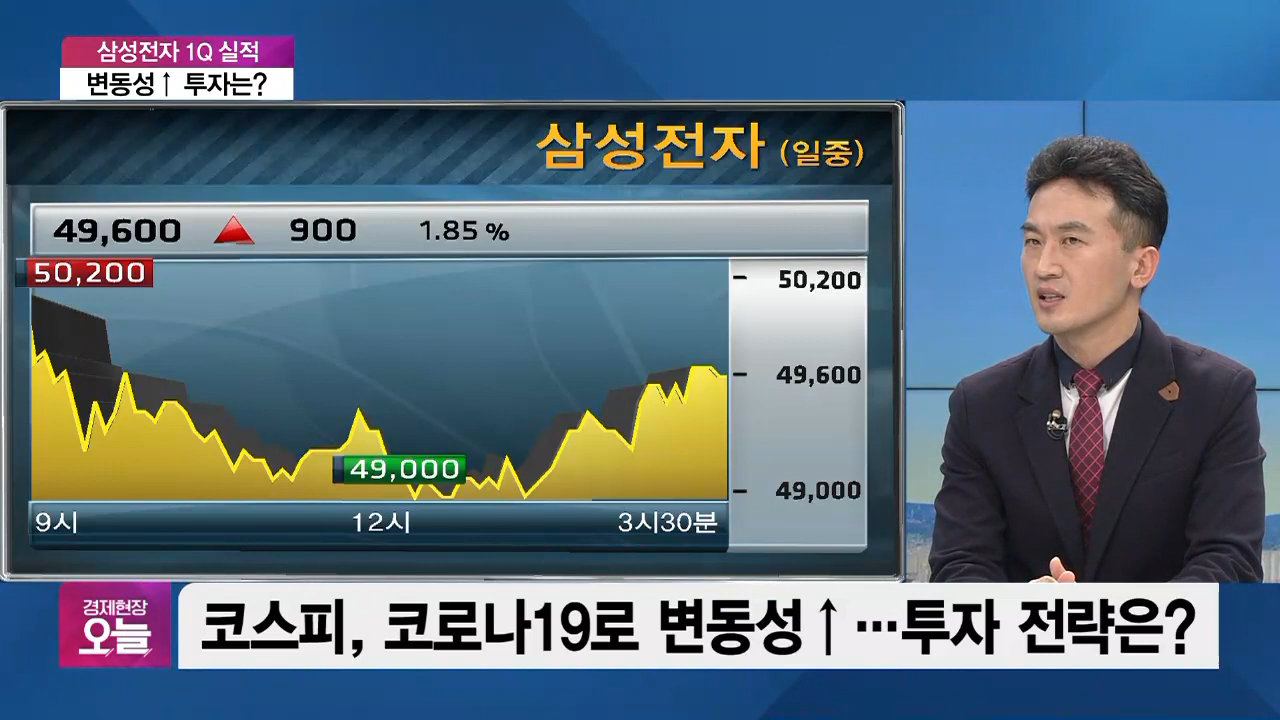 삼성전자 1Q 실적
변동성↑ 투자는?
삼성전자 (일중)
49,600 ▲ 900 1.85 %
50,200
50,200
49,600
49,000
49,000
9시 12시 3시30분
경제현장
오늘
코스피, 코로나19로 변동성↑…투자 전략은?